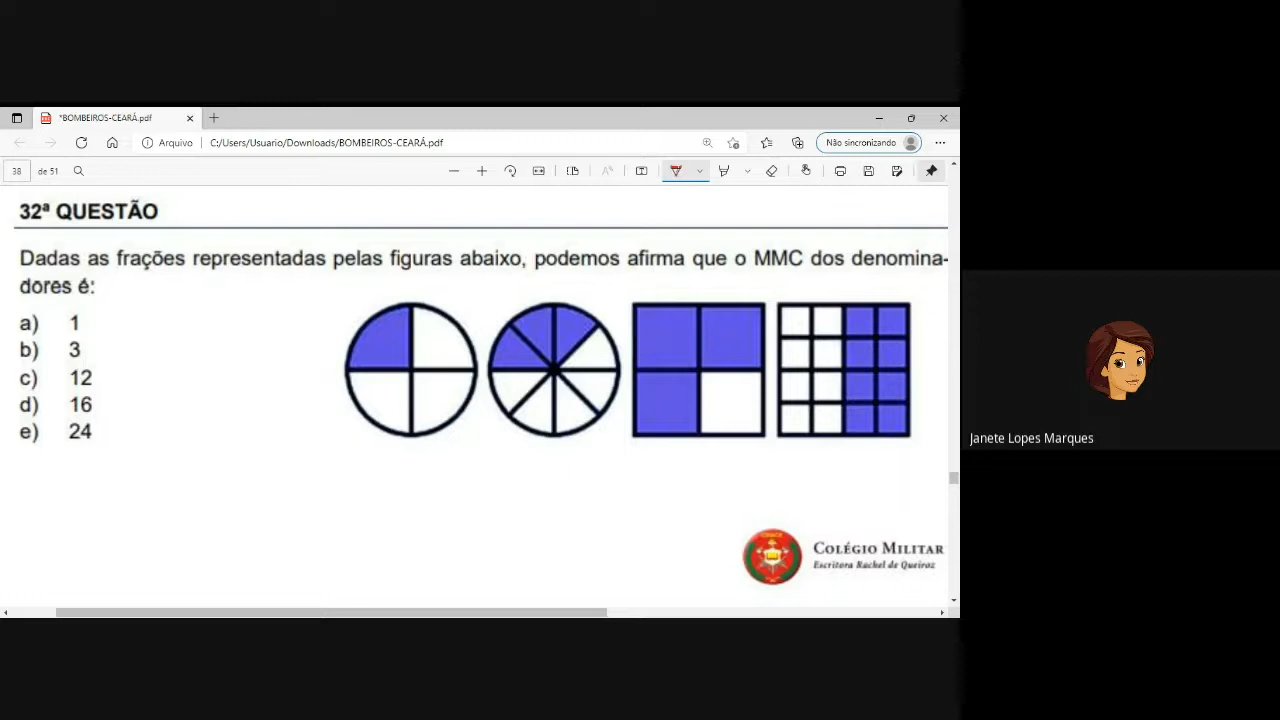 *BOMBEIROS-CEARÁ.pdf
Arquivo C:/Users/Usuario/Downloads/BOMBEIROS-CEARÁ.pdf Não sincronizando
38 de 51
32ª QUESTÃO
Dadas as frações representadas pelas figuras abaixo, podemos afirma que o MMC dos denomina-
dores é:
a) 1
b) 3
c) 12
d) 16
e) 24
COLÉGIO MILITAR
Escritora Rachel de Queiroz
Janete Lopes Marques